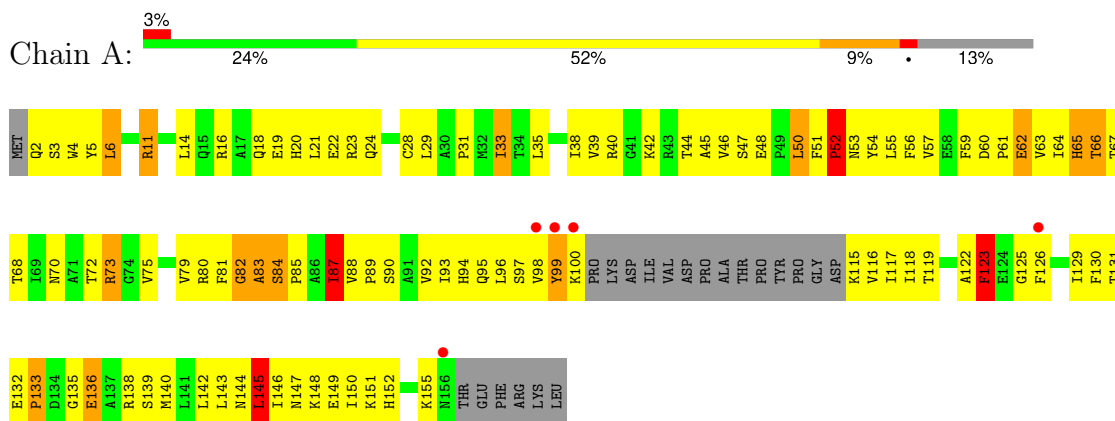 3%
Chain A:
24% 52% 9% • 13%
MET Q2 S3 W4 Y5 L6 R11 L14 Q15 R16 A17 Q18 E19 H20 L21 E22 R23 Q24 C28 L29 A30 P31 M32 I33 T34 L35 I38 V39 R40 G41 K42 R43 T44 A45 V46 S47 E48 P49 L50 F51 P52 N53 Y54 L55 F56 V57 E58 F59 D60 P61 E62 V63 I64 H65 T66 T67
T68 I69 N70 A71 T72 R73 G74 V75 V79 R80 F81 G82 A83 S84 P85 A86 I87 V88 P89 S90 A91 V92 I93 H94 Q95 L96 S97 V98 Y99 K100 PRO LYS ASP ILE VAL ASP PRO ALA THR PRO TYR PRO GLY ASP K115 V116 I117 I118 T119 A122 F123 E124 G125 F126 I129 F130 T131
E132 P133 D134 G135 E136 A137 R138 S139 M140 L141 L142 L143 N144 L145 I146 N147 K148 E149 I150 K151 H152 K155 N156 THR GLU PHE ARG LYS LEU